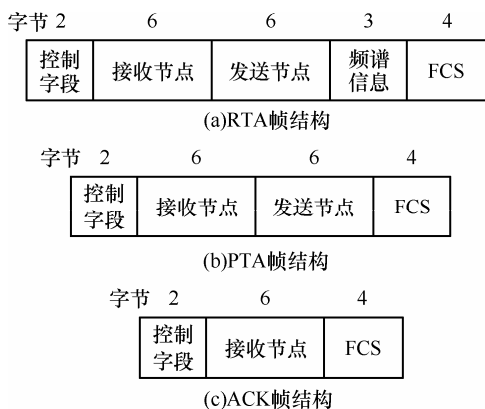 字节 2 6 6 3 4
控制字段 接收节点 发送节点 频谱信息 FCS
(a)RTA帧结构
字节 2 6 6 4
控制字段 接收节点 发送节点 FCS
(b)PTA帧结构
字节 2 6 4
控制字段 接收节点 FCS
(c)ACK帧结构